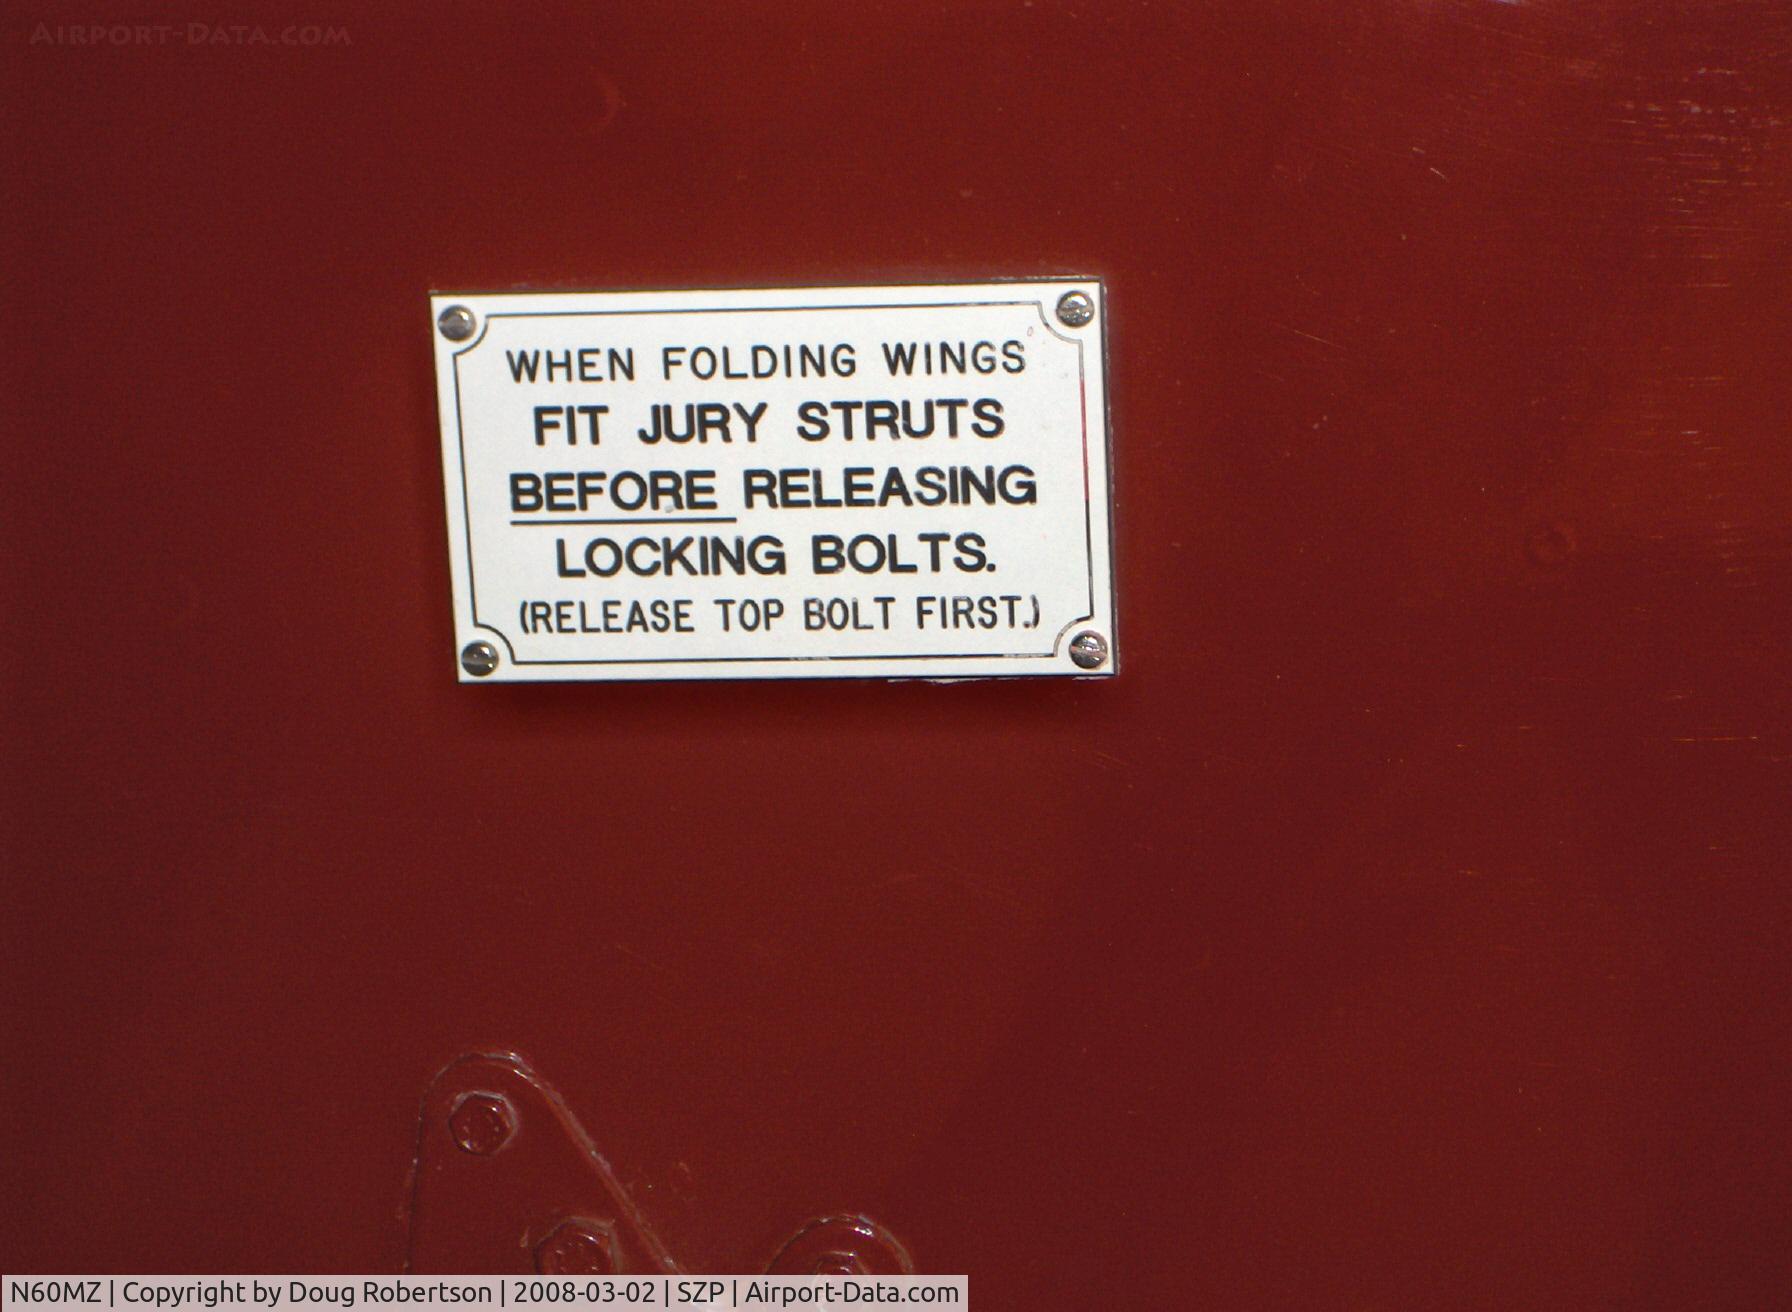 AIRPORT-DATA.COM
WHEN FOLDING WINGS
FIT JURY STRUTS
BEFORE RELEASING
LOCKING BOLTS.
(RELEASE TOP BOLT FIRST.)
N60MZ | Copyright by Doug Robertson | 2008-03-02 | SZP | Airport-Data.com